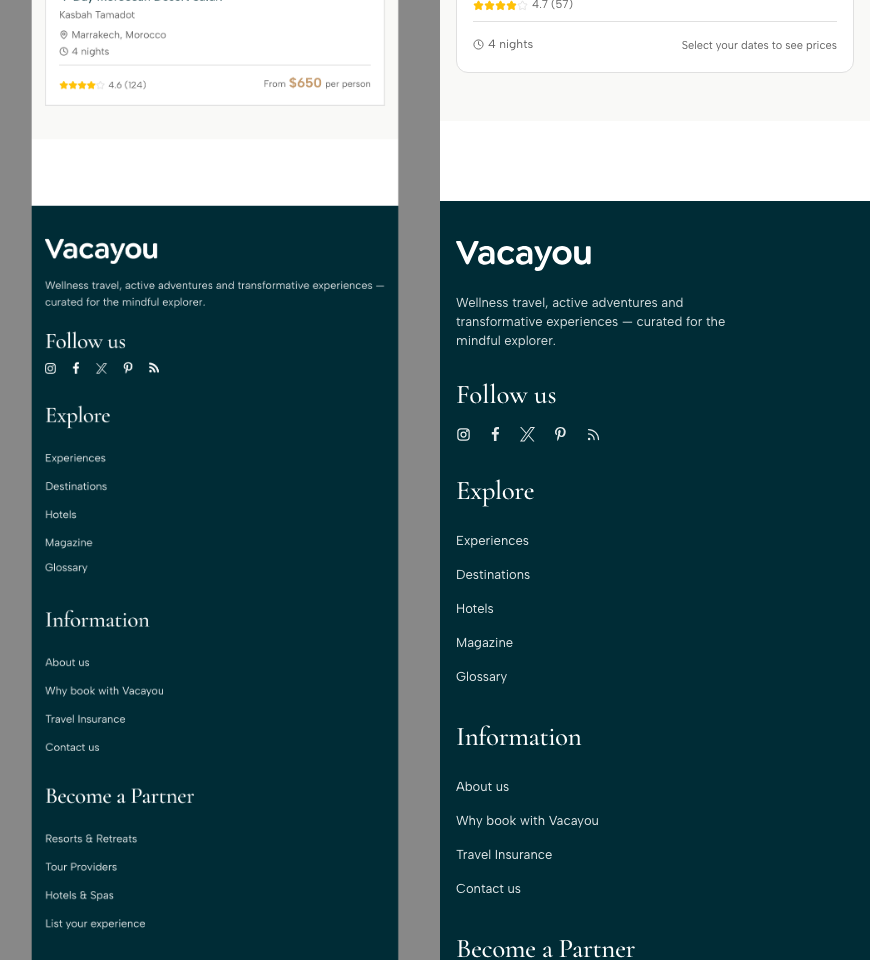 Kasbah Tamadot
Marrakech, Morocco
4 nights
4.6 (124)
From $650 per person
Vacayou
Wellness travel, active adventures and transformative experiences —
curated for the mindful explorer.
Follow us
Explore
Experiences
Destinations
Hotels
Magazine
Glossary
Information
About us
Why book with Vacayou
Travel Insurance
Contact us
Become a Partner
Resorts & Retreats
Tour Providers
Hotels & Spas
List your experience
4.7 (57)
4 nights
Select your dates to see prices
Vacayou
Wellness travel, active adventures and
transformative experiences — curated for the
mindful explorer.
Follow us
Explore
Experiences
Destinations
Hotels
Magazine
Glossary
Information
About us
Why book with Vacayou
Travel Insurance
Contact us
Become a Partner